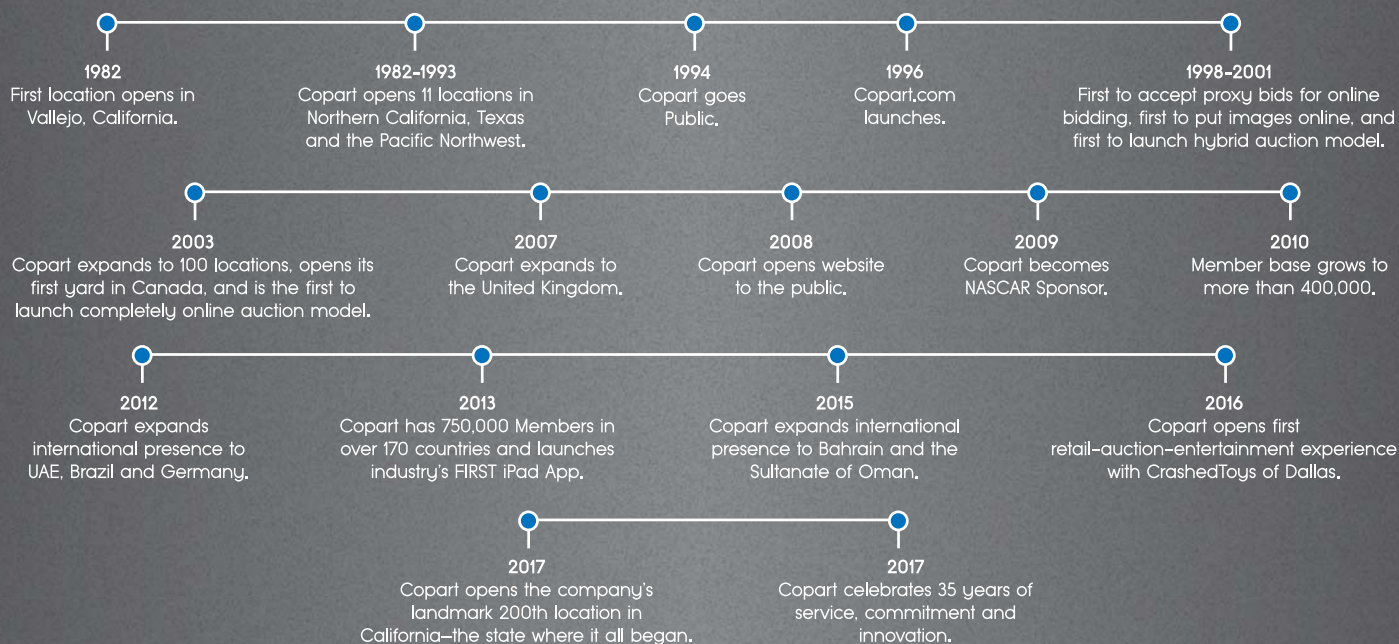 1982
First location opens in
Vallejo, California.
1982-1993
Copart opens 11 locations in
Northern California, Texas
and the Pacific Northwest.
1994
Copart goes
Public.
1996
Copart.com
launches.
1998-2001
First to accept proxy bids for online
bidding, first to put images online, and
first to launch hybrid auction model.
2003
Copart expands to 100 locations, opens its
first yard in Canada, and is the first to
launch completely online auction model.
2007
Copart expands to
the United Kingdom.
2008
Copart opens website
to the public.
2009
Copart becomes
NASCAR Sponsor.
2010
Member base grows to
more than 400,000.
2012
Copart expands
international presence to
UAE, Brazil and Germany.
2013
Copart has 750,000 Members in
over 170 countries and launches
industry's FIRST iPad App.
2015
Copart expands international
presence to Bahrain and the
Sultanate of Oman.
2016
Copart opens first
retail-auction-entertainment experience
with CrashedToys of Dallas.
2017
Copart opens the company's
landmark 200th location in
California—the state where it all began.
2017
Copart celebrates 35 years of
service, commitment and
innovation.